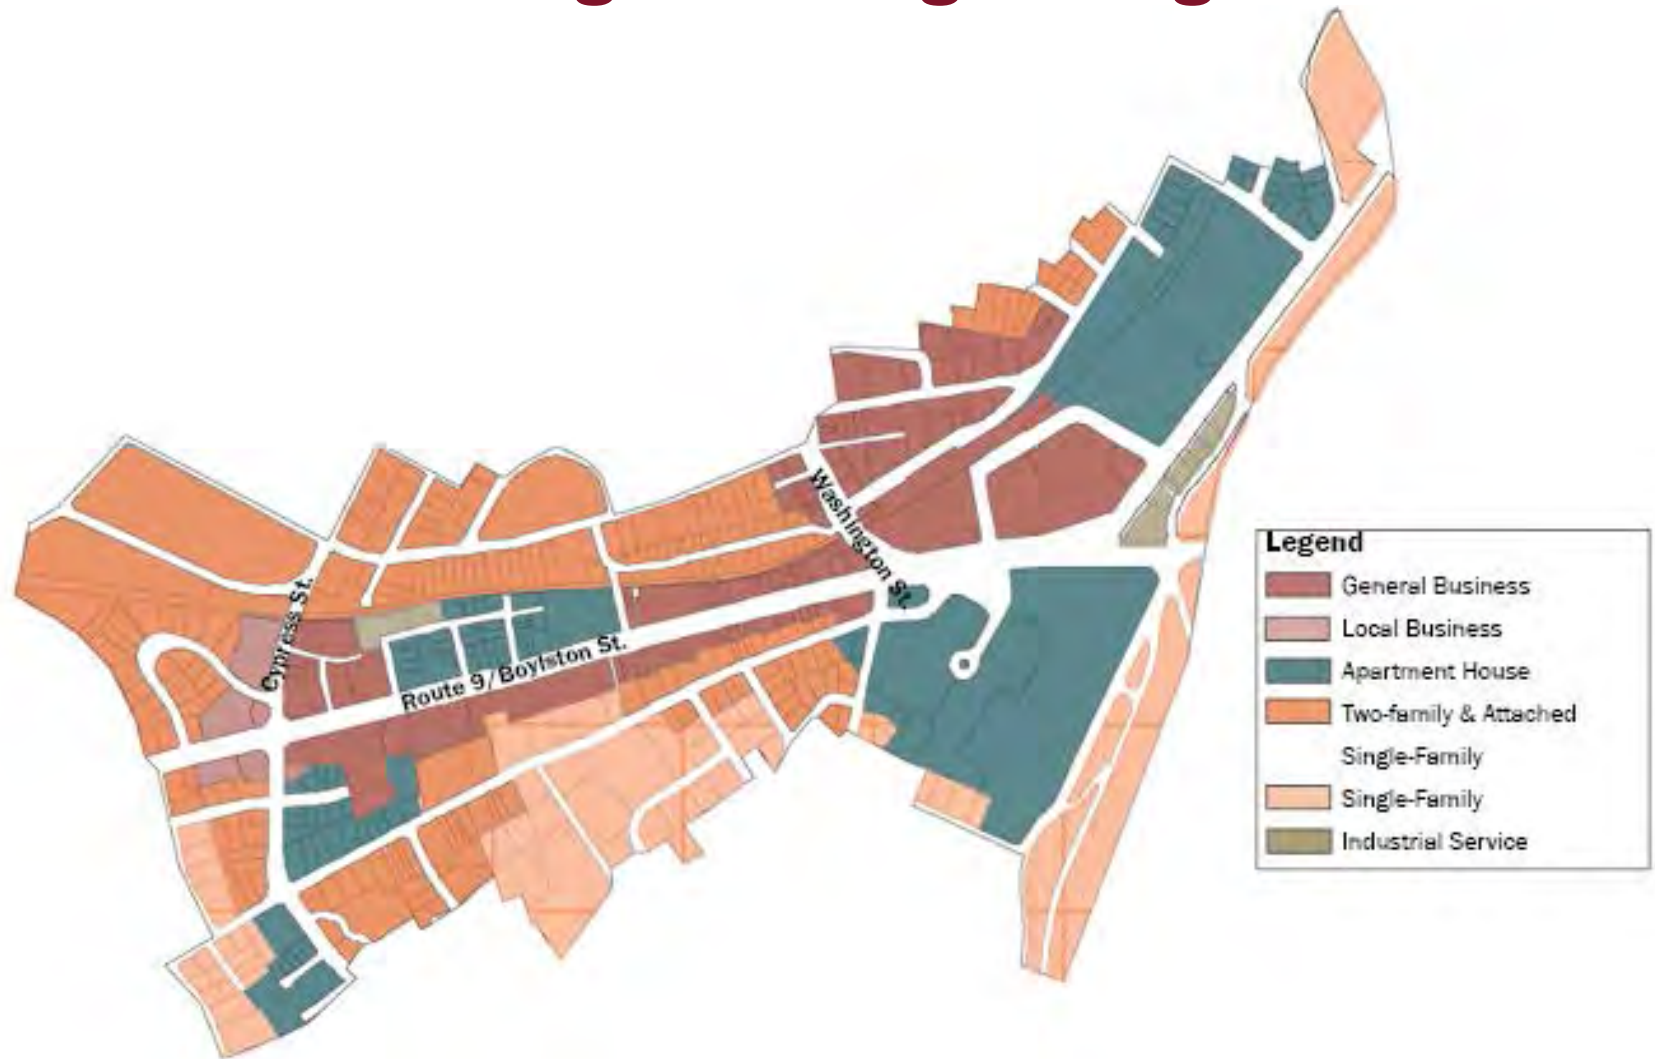 Cypress St.
Route 9/Boylston St.
Washington St.
Legend
General Business
Local Business
Apartment House
Two-family & Attached
Single-Family
Single-Family
Industrial Service